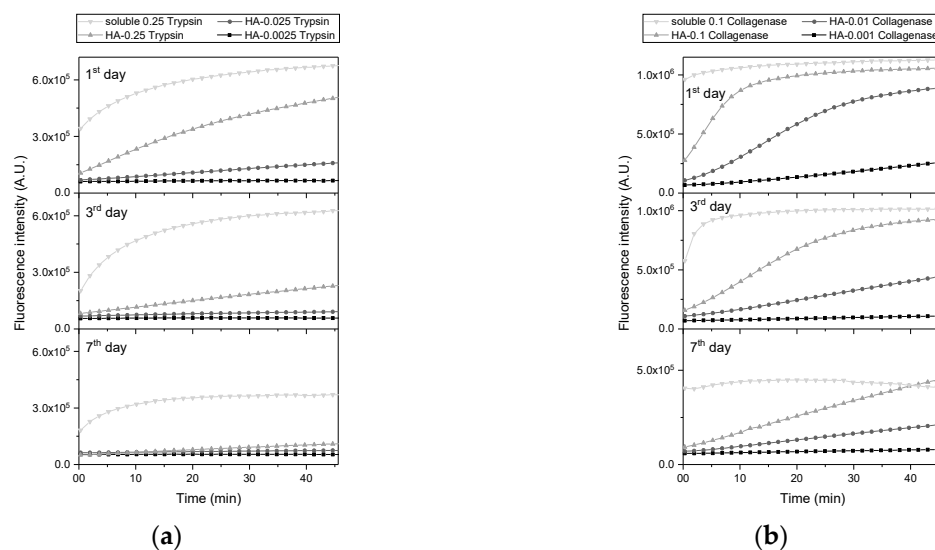 soluble 0.25 Trypsin HA-0.025 Trypsin
HA-0.25 Trypsin HA-0.0025 Trypsin
1st day
6.0x10^5
3.0x10^5
0.0
3rd day
6.0x10^5
3.0x10^5
0.0
7th day
6.0x10^5
3.0x10^5
0.0
Fluorescence intensity (A.U.)
00 10 20 30 40
Time (min)
(a)
soluble 0.1 Collagenase HA-0.01 Collagenase
HA-0.1 Collagenase HA-0.001 Collagenase
1st day
1.0x10^6
5.0x10^5
0.0
3rd day
1.0x10^6
5.0x10^5
0.0
7th day
5.0x10^5
0.0
Fluorescence intensity (A.U.)
00 10 20 30 40
Time (min)
(b)